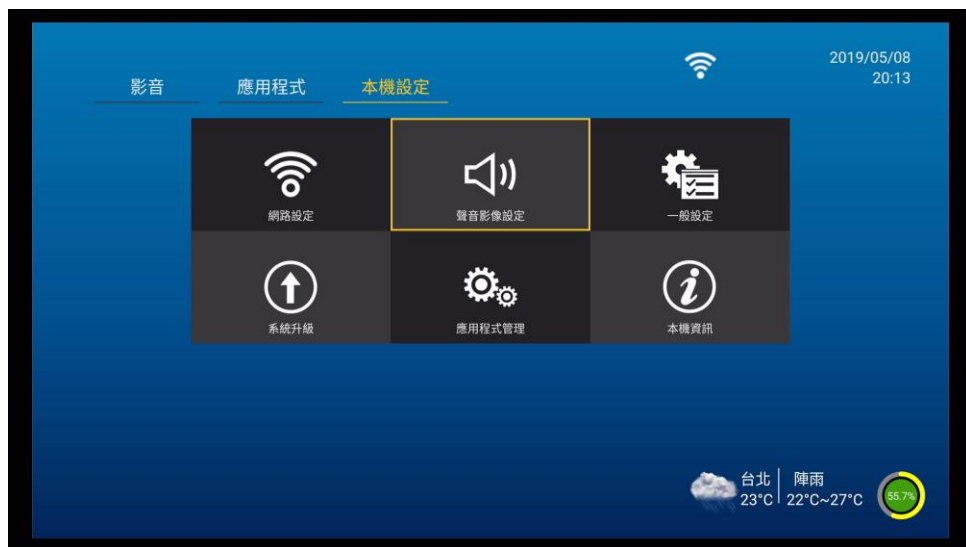 2019/05/08
20:13
影音 應用程式 本機設定
網路設定 聲音影像設定 一般設定
系統升級 應用程式管理 本機資訊
台北 陣雨
23°C 22°C~27°C
55.7%